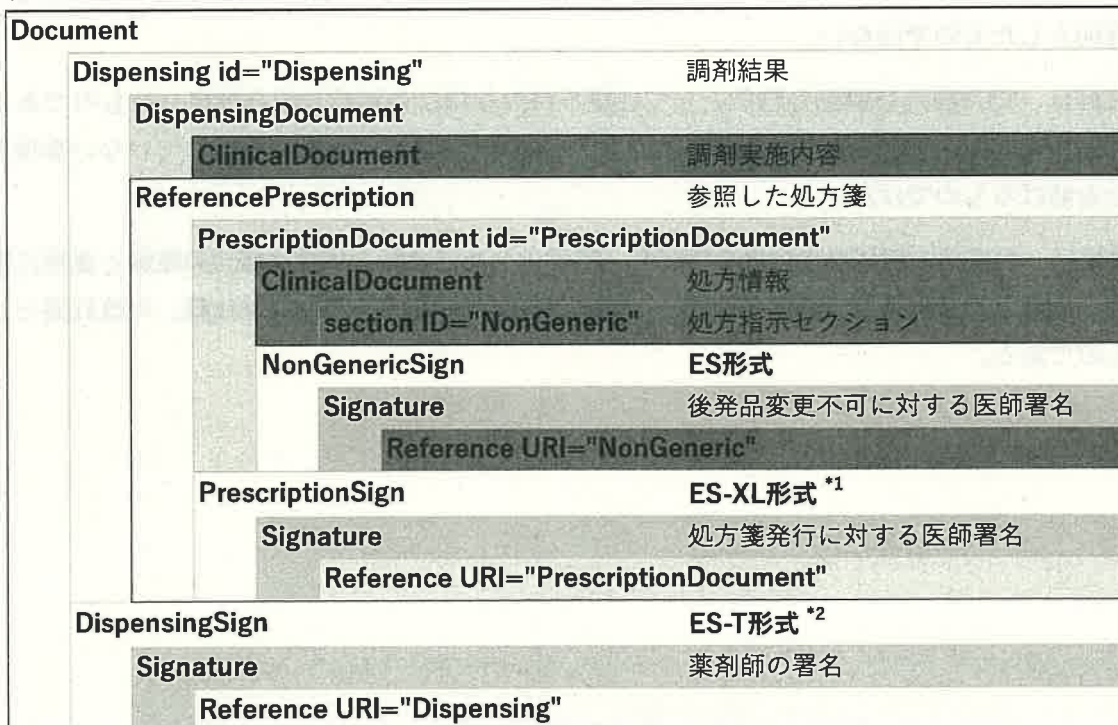 Document
Dispensing id="Dispensing" 調剤結果
DispensingDocument
ClinicalDocument 調剤実施内容
ReferencePrescription 参照した処方箋
PrescriptionDocument id="PrescriptionDocument"
ClinicalDocument 処方情報
section ID="NonGeneric" 処方指示セクション
NonGenericSign ES形式
Signature 後発品変更不可に対する医師署名
Reference URI="NonGeneric"
PrescriptionSign ES-XL形式 *1
Signature 処方箋発行に対する医師署名
Reference URI="PrescriptionDocument"
DispensingSign ES-T形式 *2
Signature 薬剤師の署名
Reference URI="Dispensing"